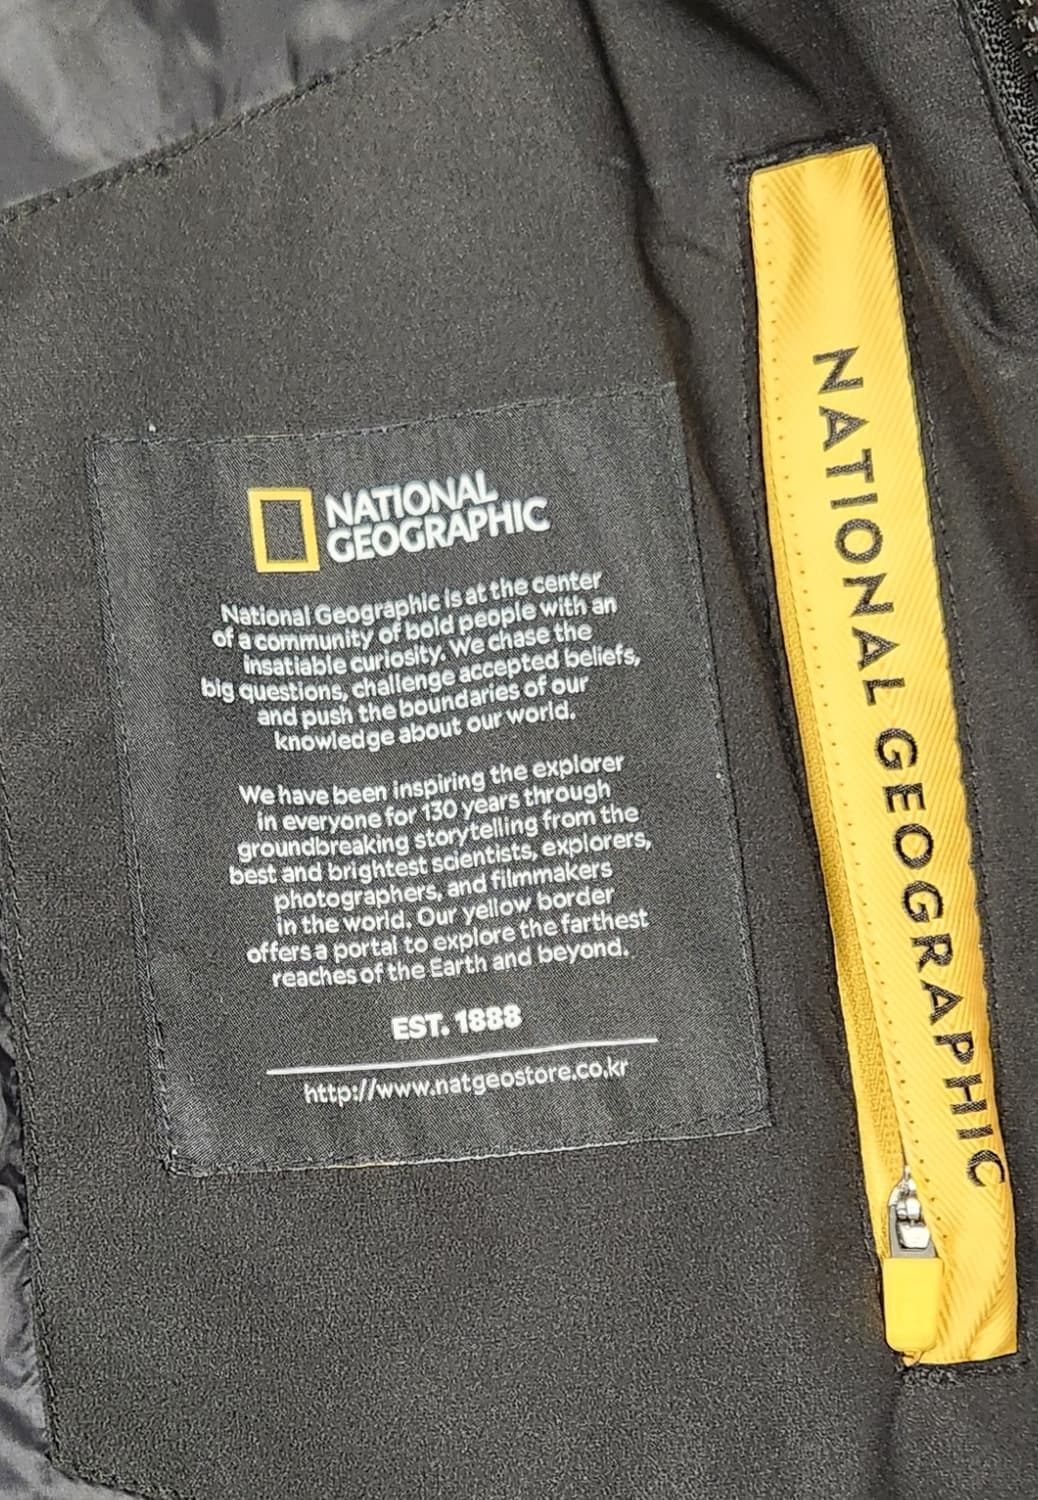 NATIONAL
GEOGRAPHIC
National Geographic is at the center
of a community of bold people with an
insatiable curiosity. We chase the
big questions, challenge accepted beliefs,
and push the boundaries of our
knowledge about our world.
We have been inspiring the explorer
in everyone for 130 years through
groundbreaking storytelling from the
best and brightest scientists, explorers,
photographers, and filmmakers
in the world. Our yellow border
offers a portal to explore the farthest
reaches of the Earth and beyond.
EST. 1888
http://www.natgeostore.co.kr
NATIONAL GEOGRAPHIC